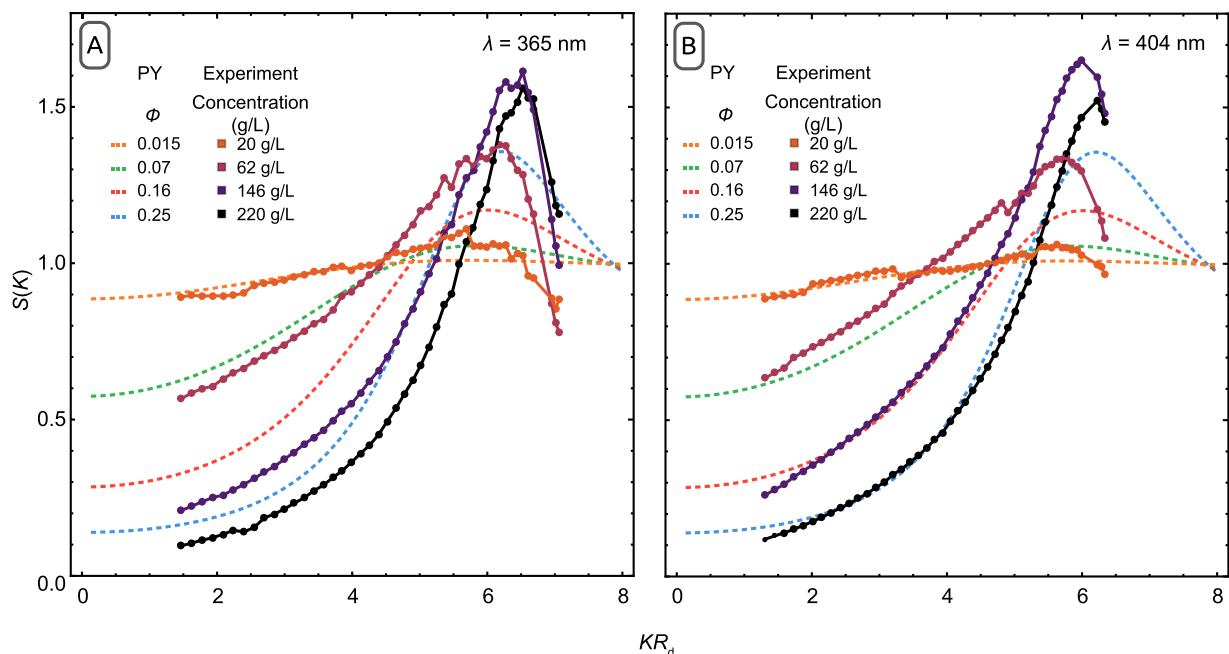 A
λ = 365 nm
PY Experiment
Φ Concentration
(g/L)
0.015 20 g/L
0.07 62 g/L
0.16 146 g/L
0.25 220 g/L
B
λ = 404 nm
PY Experiment
Φ Concentration
(g/L)
0.015 20 g/L
0.07 62 g/L
0.16 146 g/L
0.25 220 g/L
1.5
1.0
0.5
0.0
S(K)
0 2 4 6 8
0 2 4 6 8
KRd